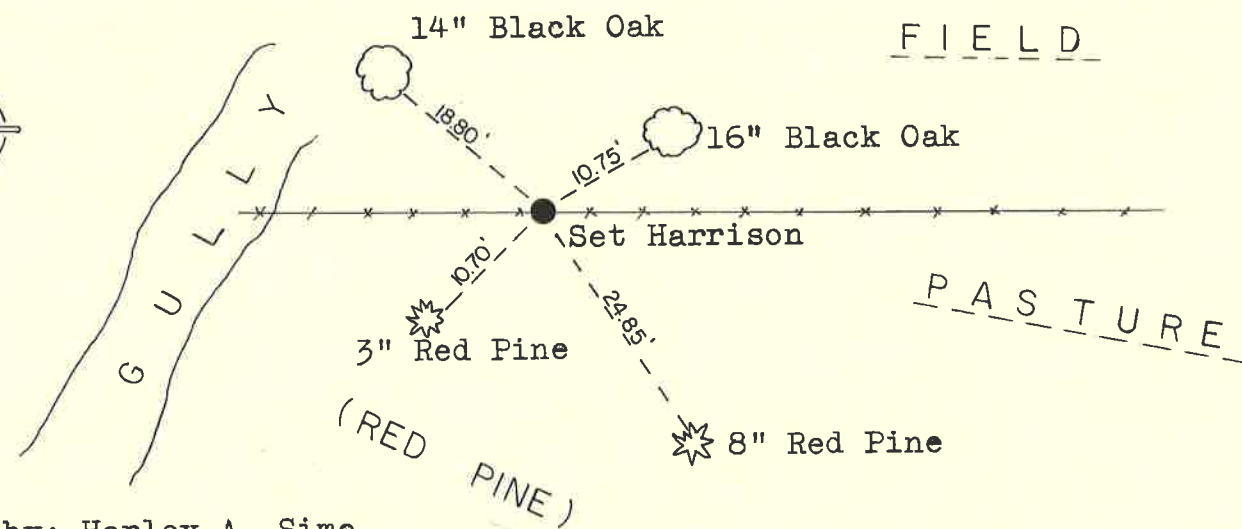 14" Black Oak
FIELD
18.80'
16" Black Oak
10.75'
GULLY
Set Harrison
10.70'
24.85'
PASTURE
3" Red Pine
(RED PINE)
8" Red Pine
by: Harley A. Sime